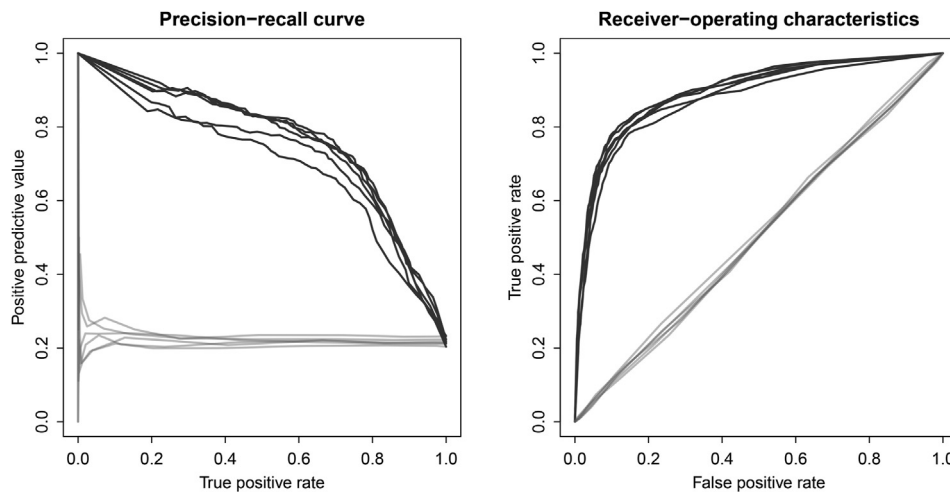 Precision−recall curve
Positive predictive value
1.0
0.8
0.6
0.4
0.2
0.0
0.0 0.2 0.4 0.6 0.8 1.0
True positive rate
Receiver−operating characteristics
True positive rate
1.0
0.8
0.6
0.4
0.2
0.0
0.0 0.2 0.4 0.6 0.8 1.0
False positive rate